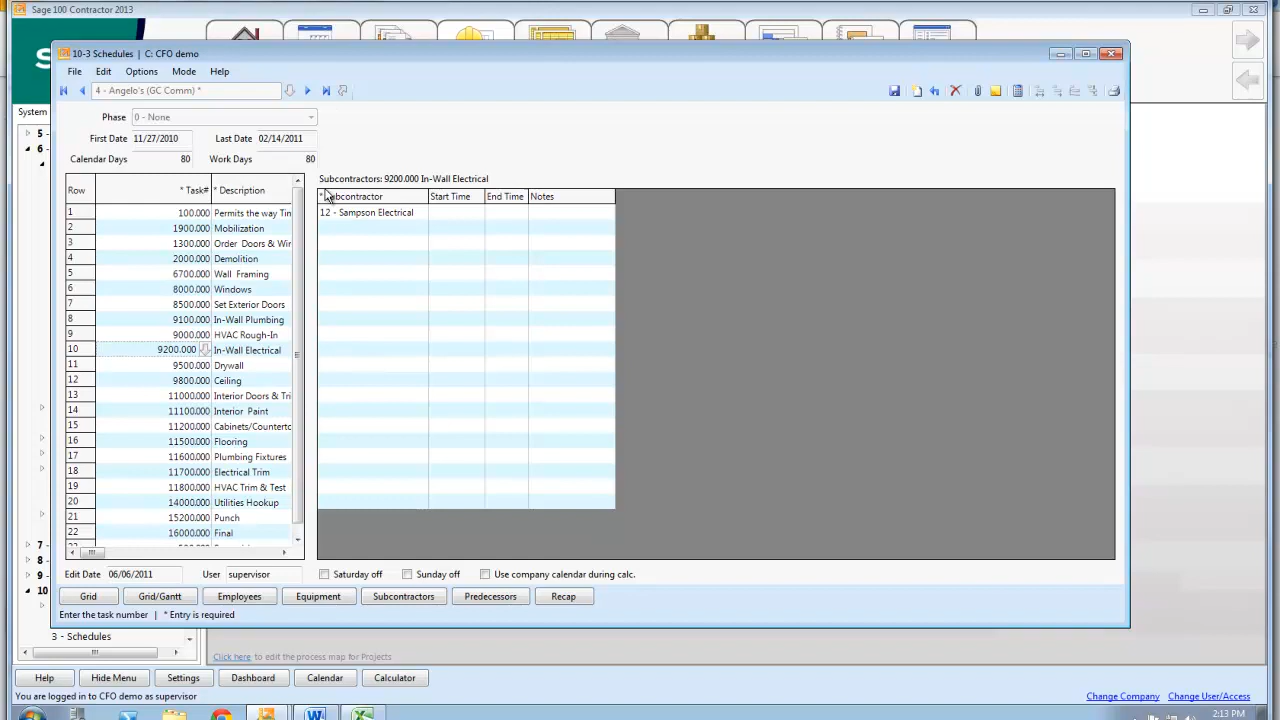 Sage 100 Contractor 2013
10-3 Schedules | C: CFO demo
File Edit Options Mode Help
4 - Angelo's (GC Comm) *
Phase 0 - None
First Date 11/27/2010 Last Date 02/14/2011
Calendar Days 80 Work Days 80
Subcontractors: 9200.000 In-Wall Electrical
Row * Task# * Description
* Subcontractor Start Time End Time Notes
12 - Sampson Electrical
1 100.000 Permits the way Tin
2 1900.000 Mobilization
3 1300.000 Order Doors & Wir
4 2000.000 Demolition
5 6700.000 Wall Framing
6 8000.000 Windows
7 8500.000 Set Exterior Doors
8 9100.000 In-Wall Plumbing
9 9000.000 HVAC Rough-In
10 9200.000 In-Wall Electrical
11 9500.000 Drywall
12 9800.000 Ceiling
13 11000.000 Interior Doors & Tri
14 11100.000 Interior Paint
15 11200.000 Cabinets/Counterto
16 11500.000 Flooring
17 11600.000 Plumbing Fixtures
18 11700.000 Electrical Trim
19 11800.000 HVAC Trim & Test
20 14000.000 Utilities Hookup
21 15200.000 Punch
22 16000.000 Final
Edit Date 06/06/2011 User supervisor Saturday off Sunday off Use company calendar during calc.
Grid Grid/Gantt Employees Equipment Subcontractors Predecessors Recap
Enter the task number | * Entry is required
System
5 -
6 -
7 -
8 -
9 -
10
3 - Schedules
Click here to edit the process map for Projects
Help Hide Menu Settings Dashboard Calendar Calculator
You are logged in to CFO demo as supervisor
Change Company Change User/Access
2:13 PM